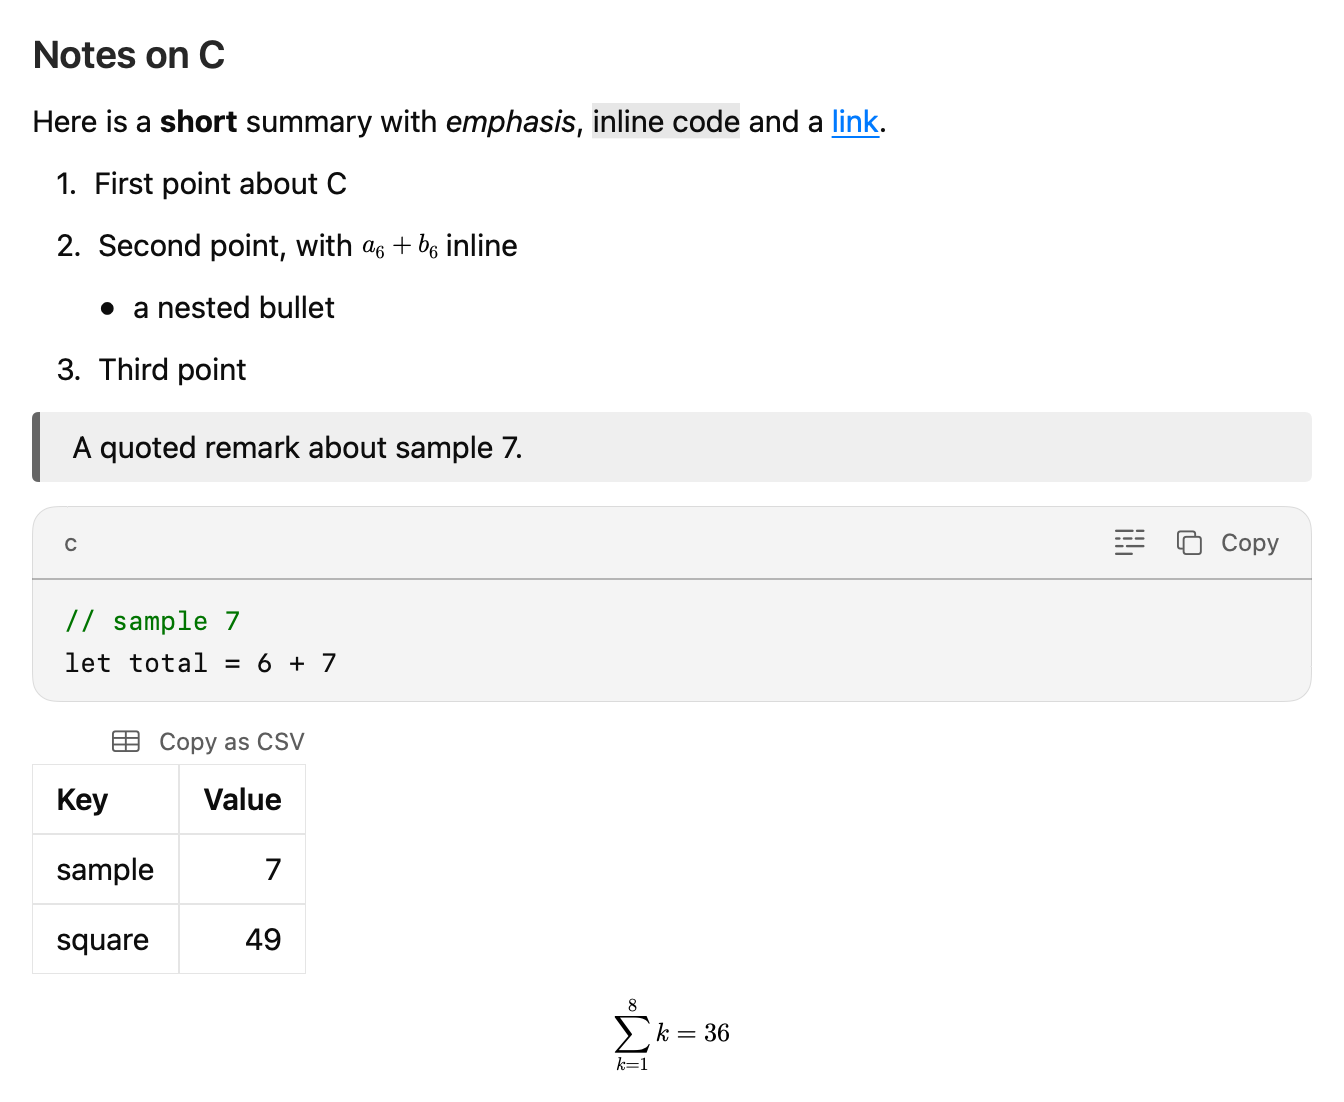 Notes on C
Here is a short summary with emphasis, inline code and a link.
1. First point about C
2. Second point, with a₆ + b₆ inline
• a nested bullet
3. Third point
A quoted remark about sample 7.
c Copy
// sample 7
let total = 6 + 7
Copy as CSV
Key Value
sample 7
square 49
8
∑ k = 36
k=1